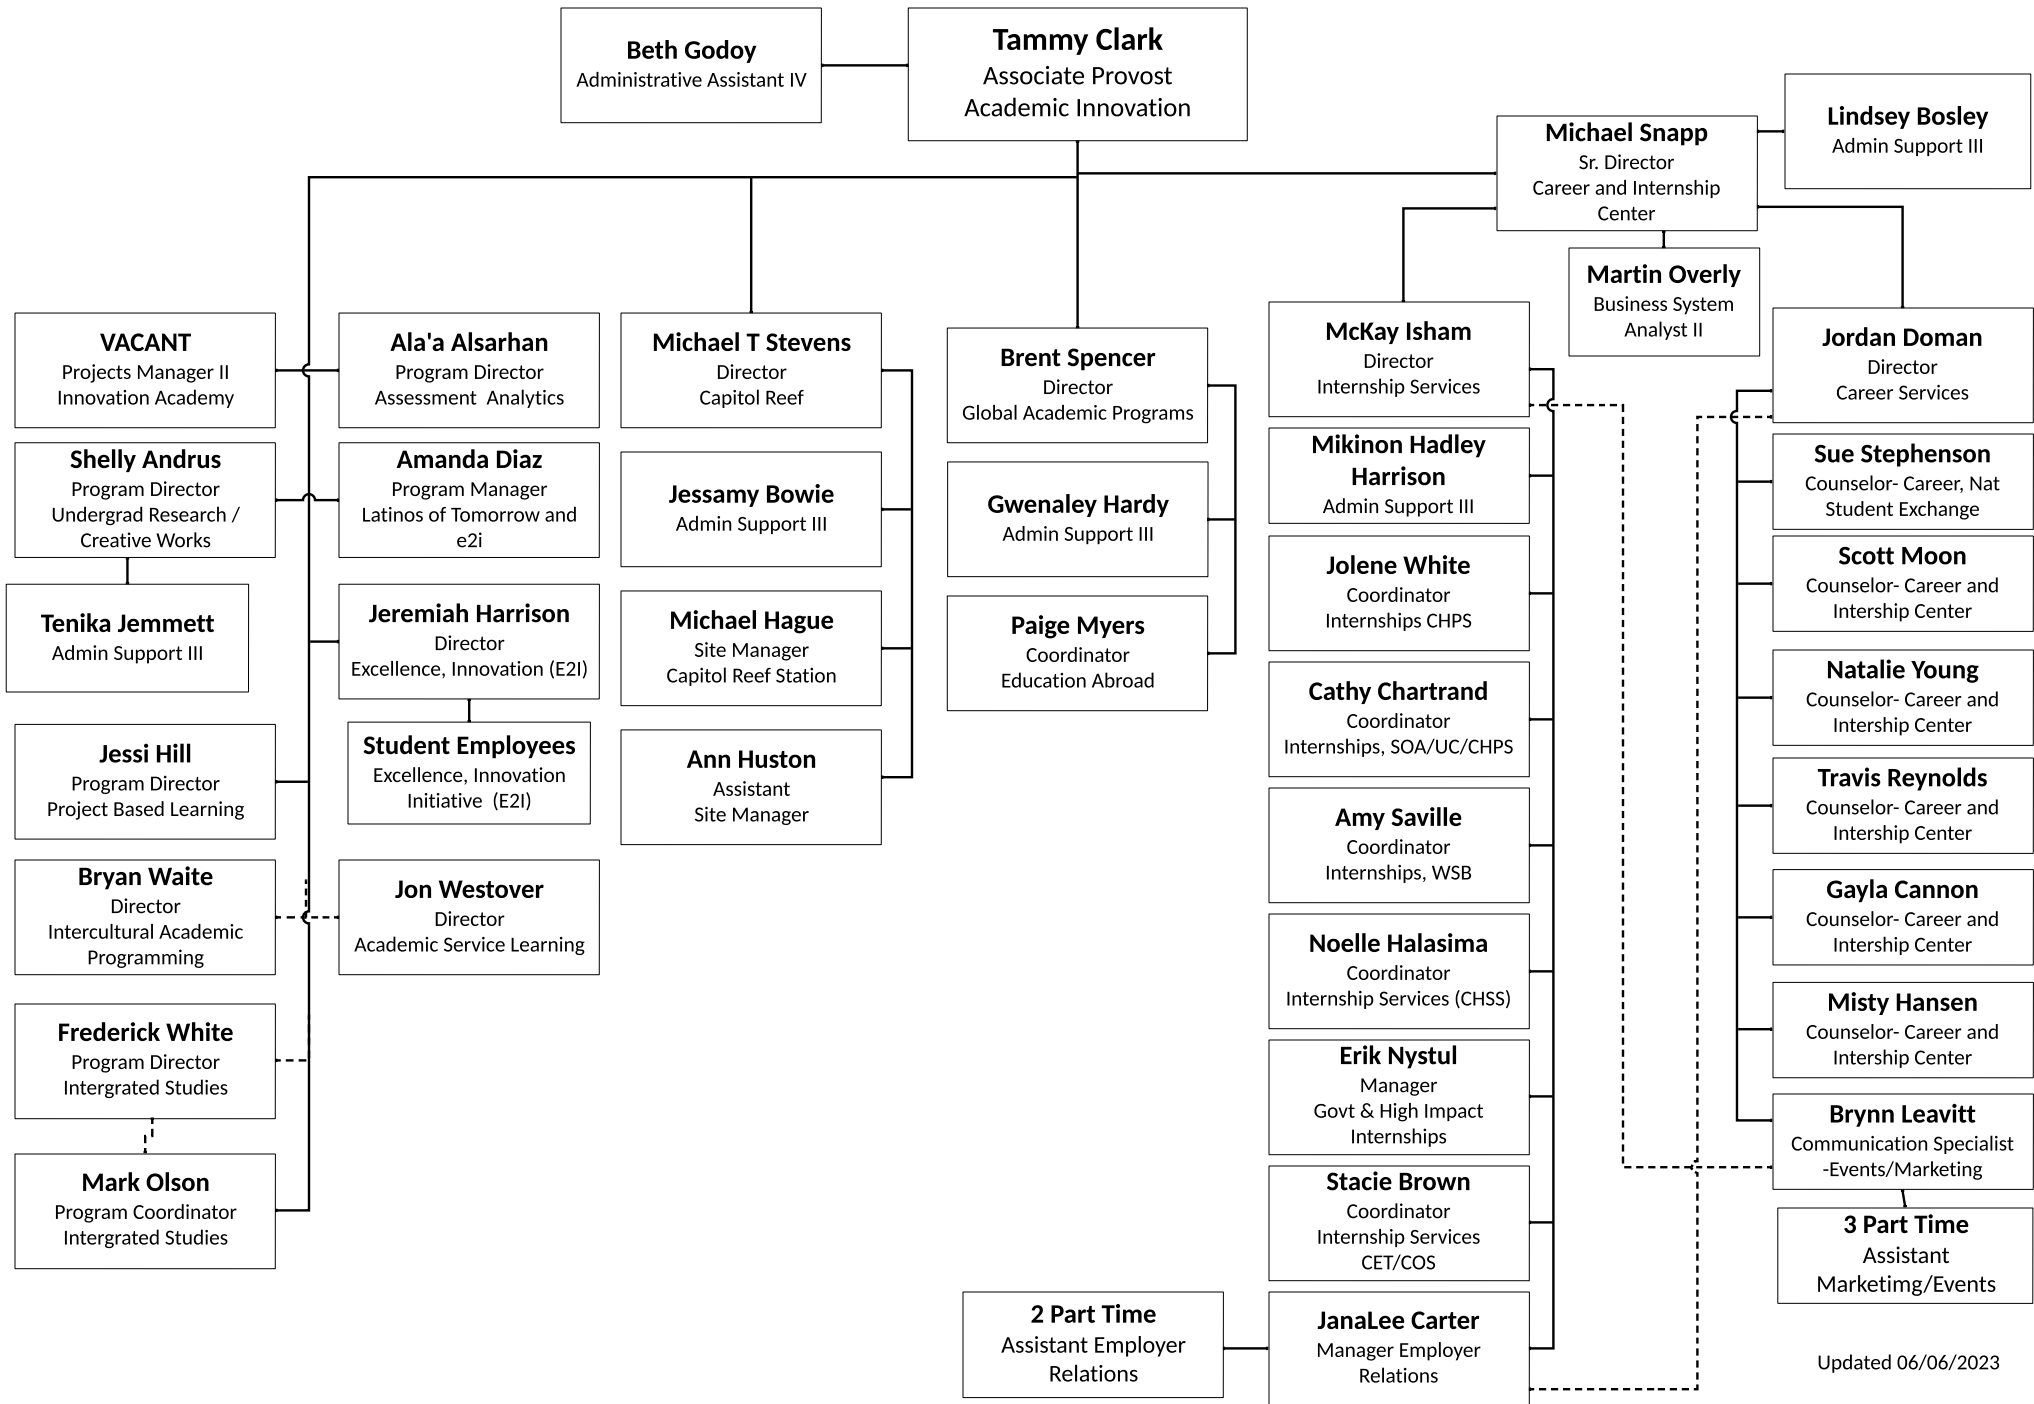 Beth Godoy
Administrative Assistant IV
Tammy Clark
Associate Provost
Academic Innovation
Michael Snapp
Sr. Director
Career and Internship
Center
Lindsey Bosley
Admin Support III
Martin Overly
Business System
Analyst II
VACANT
Projects Manager II
Innovation Academy
Ala'a Alsarhan
Program Director
Assessment  Analytics
Shelly Andrus
Program Director
Undergrad Research /
Creative Works
Amanda Diaz
Program Manager
Latinos of Tomorrow and
e2i
Tenika Jemmett
Admin Support III
Jeremiah Harrison
Director
Excellence, Innovation (E2I)
Student Employees
Excellence, Innovation
Initiative  (E2I)
Jessi Hill
Program Director
Project Based Learning
Bryan Waite
Director
Intercultural Academic
Programming
Jon Westover
Director
Academic Service Learning
Frederick White
Program Director
Intergrated Studies
Mark Olson
Program Coordinator
Intergrated Studies
Michael T Stevens
Director
Capitol Reef
Jessamy Bowie
Admin Support III
Michael Hague
Site Manager
Capitol Reef Station
Ann Huston
Assistant
Site Manager
Brent Spencer
Director
Global Academic Programs
Gwenaley Hardy
Admin Support III
Paige Myers
Coordinator
Education Abroad
McKay Isham
Director
Internship Services
Mikinon Hadley
Harrison
Admin Support III
Jolene White
Coordinator
Internships CHPS
Cathy Chartrand
Coordinator
Internships, SOA/UC/CHPS
Amy Saville
Coordinator
Internships, WSB
Noelle Halasima
Coordinator
Internship Services (CHSS)
Erik Nystul
Manager
Govt & High Impact
Internships
Stacie Brown
Coordinator
Internship Services
CET/COS
JanaLee Carter
Manager Employer
Relations
2 Part Time
Assistant Employer
Relations
Jordan Doman
Director
Career Services
Sue Stephenson
Counselor- Career, Nat
Student Exchange
Scott Moon
Counselor- Career and
Intership Center
Natalie Young
Counselor- Career and
Intership Center
Travis Reynolds
Counselor- Career and
Intership Center
Gayla Cannon
Counselor- Career and
Intership Center
Misty Hansen
Counselor- Career and
Intership Center
Brynn Leavitt
Communication Specialist
-Events/Marketing
3 Part Time
Assistant
Marketimg/Events
Updated 06/06/2023